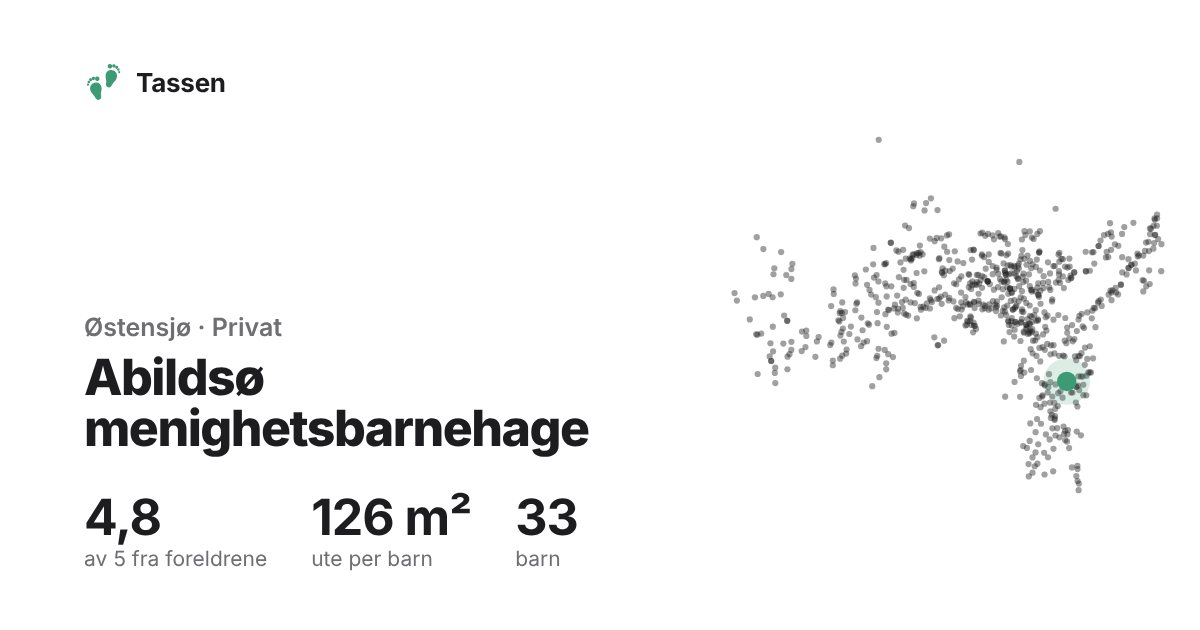 Tassen
Østensjø · Privat
Abildsø
menighetsbarnehage
4,8 126 m² 33
av 5 fra foreldrene ute per barn barn